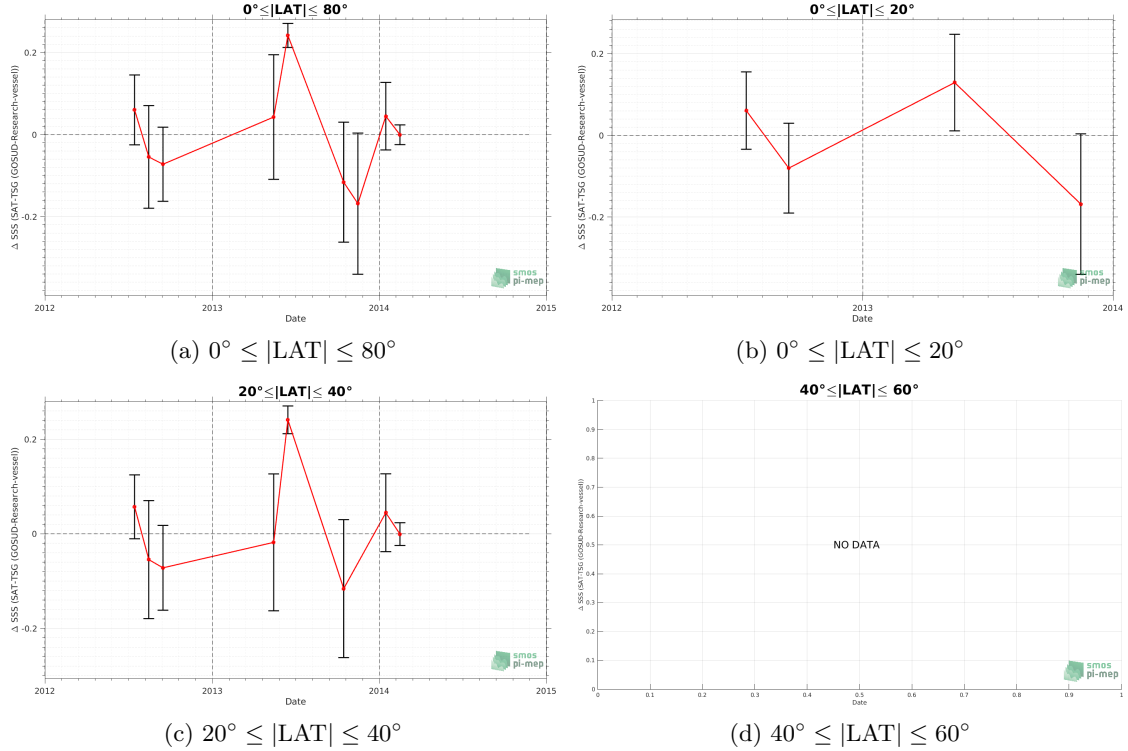 0°≤|LAT|≤ 80°
Δ SSS (SAT-TSG (GOSUD-Research-vessel))
0.2
0
-0.2
smos
pi-mep
2012
2013
2014
2015
Date
(a) 0° ≤ |LAT| ≤ 80°
0°≤|LAT|≤ 20°
Δ SSS (SAT-TSG (GOSUD-Research-vessel))
0.2
0
-0.2
smos
pi-mep
2012
2013
2014
Date
(b) 0° ≤ |LAT| ≤ 20°
20°≤|LAT|≤ 40°
Δ SSS (SAT-TSG (GOSUD-Research-vessel))
0.2
0
-0.2
smos
pi-mep
2012
2013
2014
2015
Date
(c) 20° ≤ |LAT| ≤ 40°
40°≤|LAT|≤ 60°
Δ SSS (SAT-TSG (GOSUD-Research-vessel))
1
0.9
0.8
0.7
0.6
0.5
0.4
0.3
0.2
0.1
0
NO DATA
smos
pi-mep
0
0.1
0.2
0.3
0.4
0.5
0.6
0.7
0.8
0.9
1
Date
(d) 40° ≤ |LAT| ≤ 60°